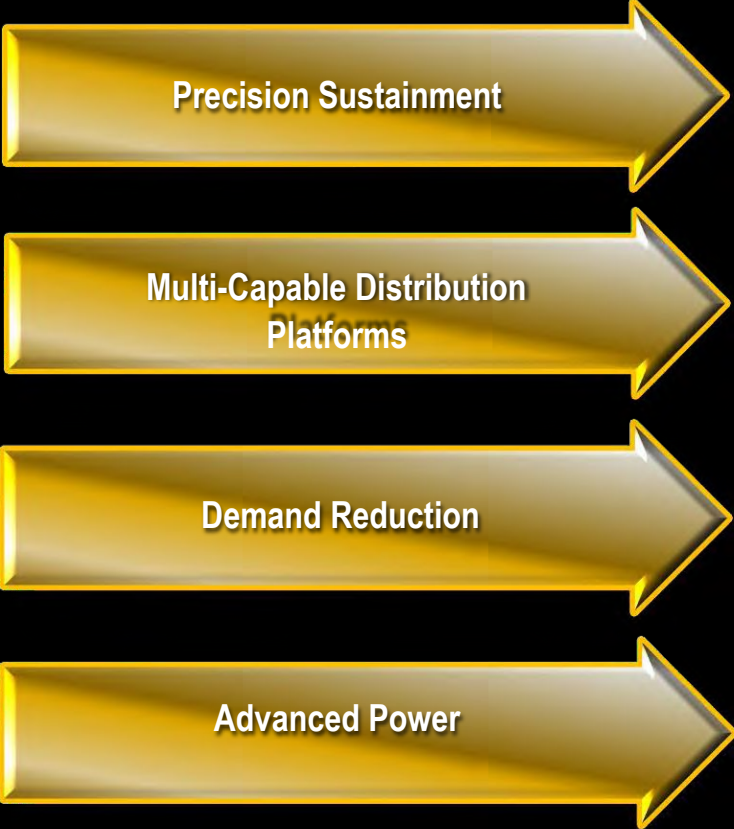 Precision Sustainment
Multi-Capable Distribution
Platforms
Demand Reduction
Advanced Power